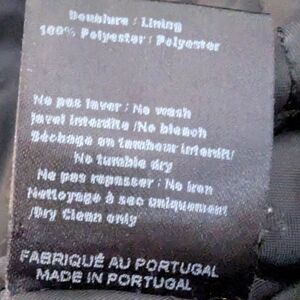 Doublure : Lining
100% Polyester : Polyester
Ne pas laver : No wash
Javel interdite /No bleach
Séchage en tambour interdit/
No tumble dry
Ne pas repasser : No iron
Nettoyage à sec uniquement
/Dry Clean only
FABRIQUÉ AU PORTUGAL
MADE IN PORTUGAL